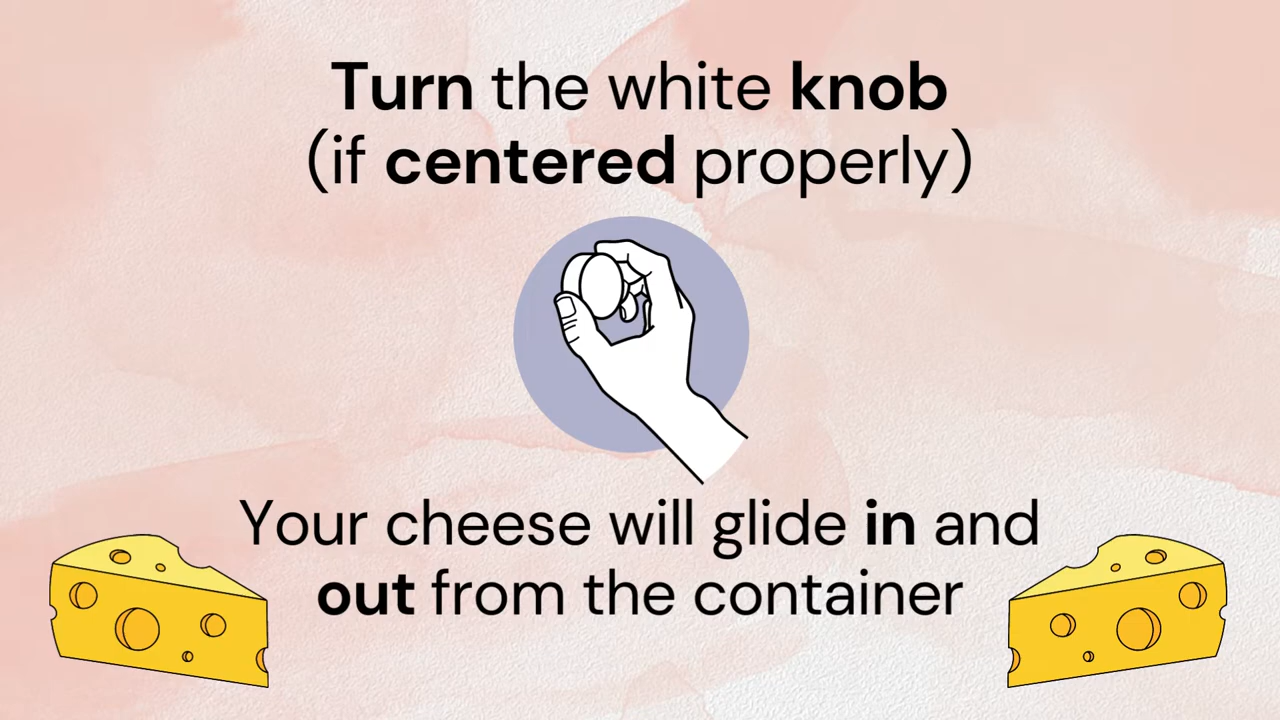 Turn the white knob
(if centered properly)
Your cheese will glide in and
out from the container